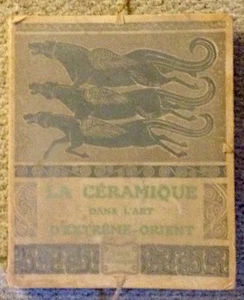 LA CÉRAMIQUE
DANS L'ART
D'EXTRÊME-ORIENT